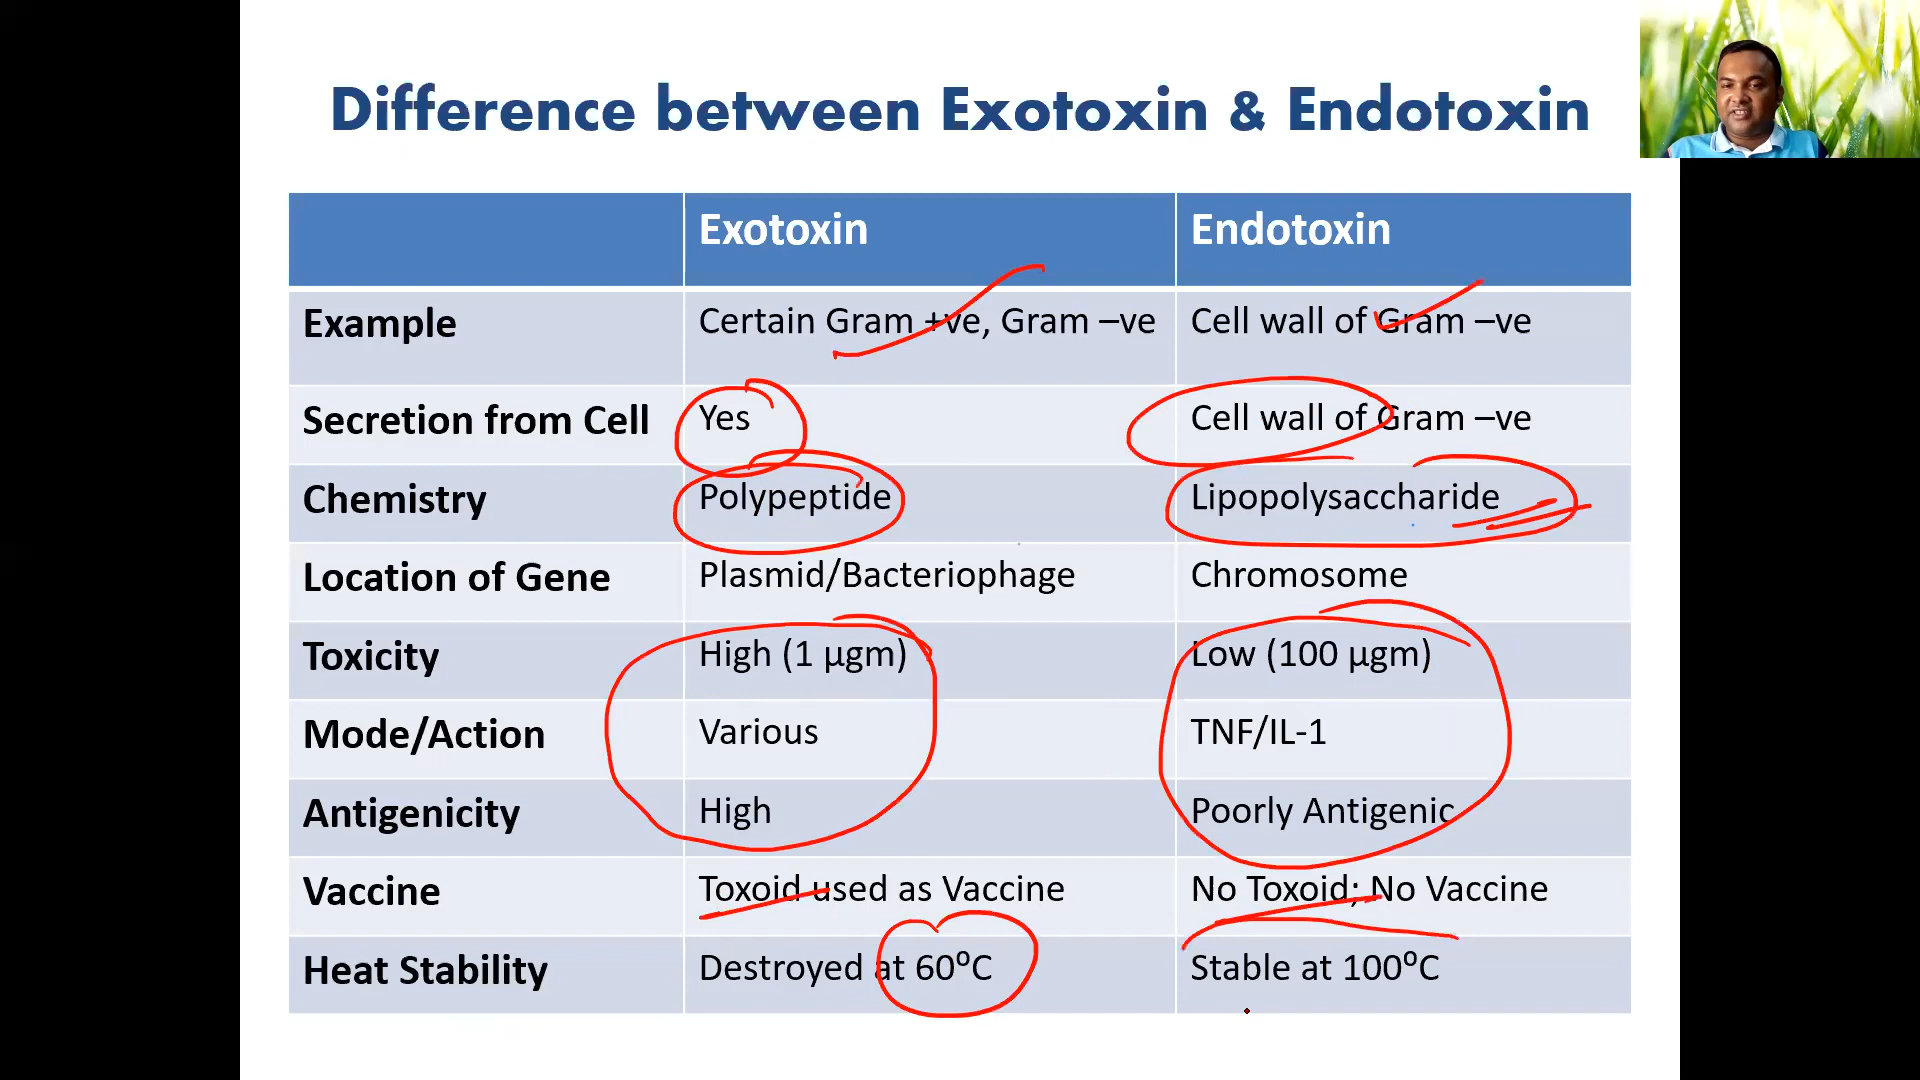 Difference between Exotoxin & Endotoxin
Exotoxin Endotoxin
Example Certain Gram +ve, Gram –ve Cell wall of Gram –ve
Secretion from Cell Yes Cell wall of Gram –ve
Chemistry Polypeptide Lipopolysaccharide
Location of Gene Plasmid/Bacteriophage Chromosome
Toxicity High (1 µgm) Low (100 µgm)
Mode/Action Various TNF/IL-1
Antigenicity High Poorly Antigenic
Vaccine Toxoid used as Vaccine No Toxoid; No Vaccine
Heat Stability Destroyed at 60⁰C Stable at 100⁰C